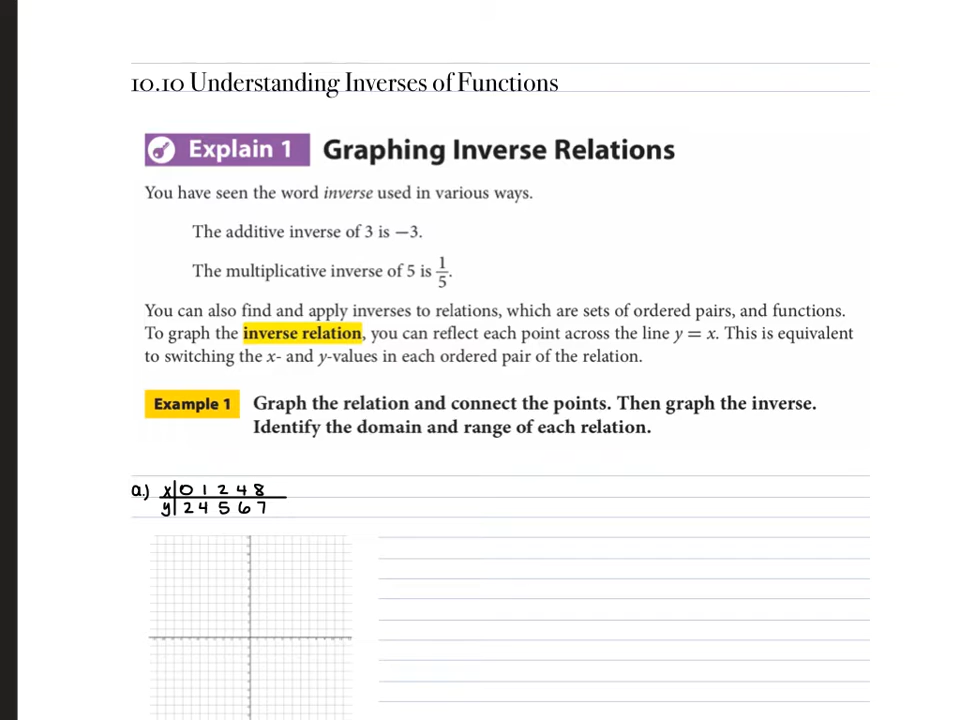 10.10 Understanding Inverses of Functions
Explain 1 Graphing Inverse Relations
You have seen the word inverse used in various ways.
The additive inverse of 3 is −3.
The multiplicative inverse of 5 is 1/5.
You can also find and apply inverses to relations, which are sets of ordered pairs, and functions.
To graph the inverse relation, you can reflect each point across the line y = x. This is equivalent
to switching the x- and y-values in each ordered pair of the relation.
Example 1 Graph the relation and connect the points. Then graph the inverse.
Identify the domain and range of each relation.
a.) x | 0 1 2 4 8
y | 2 4 5 6 7